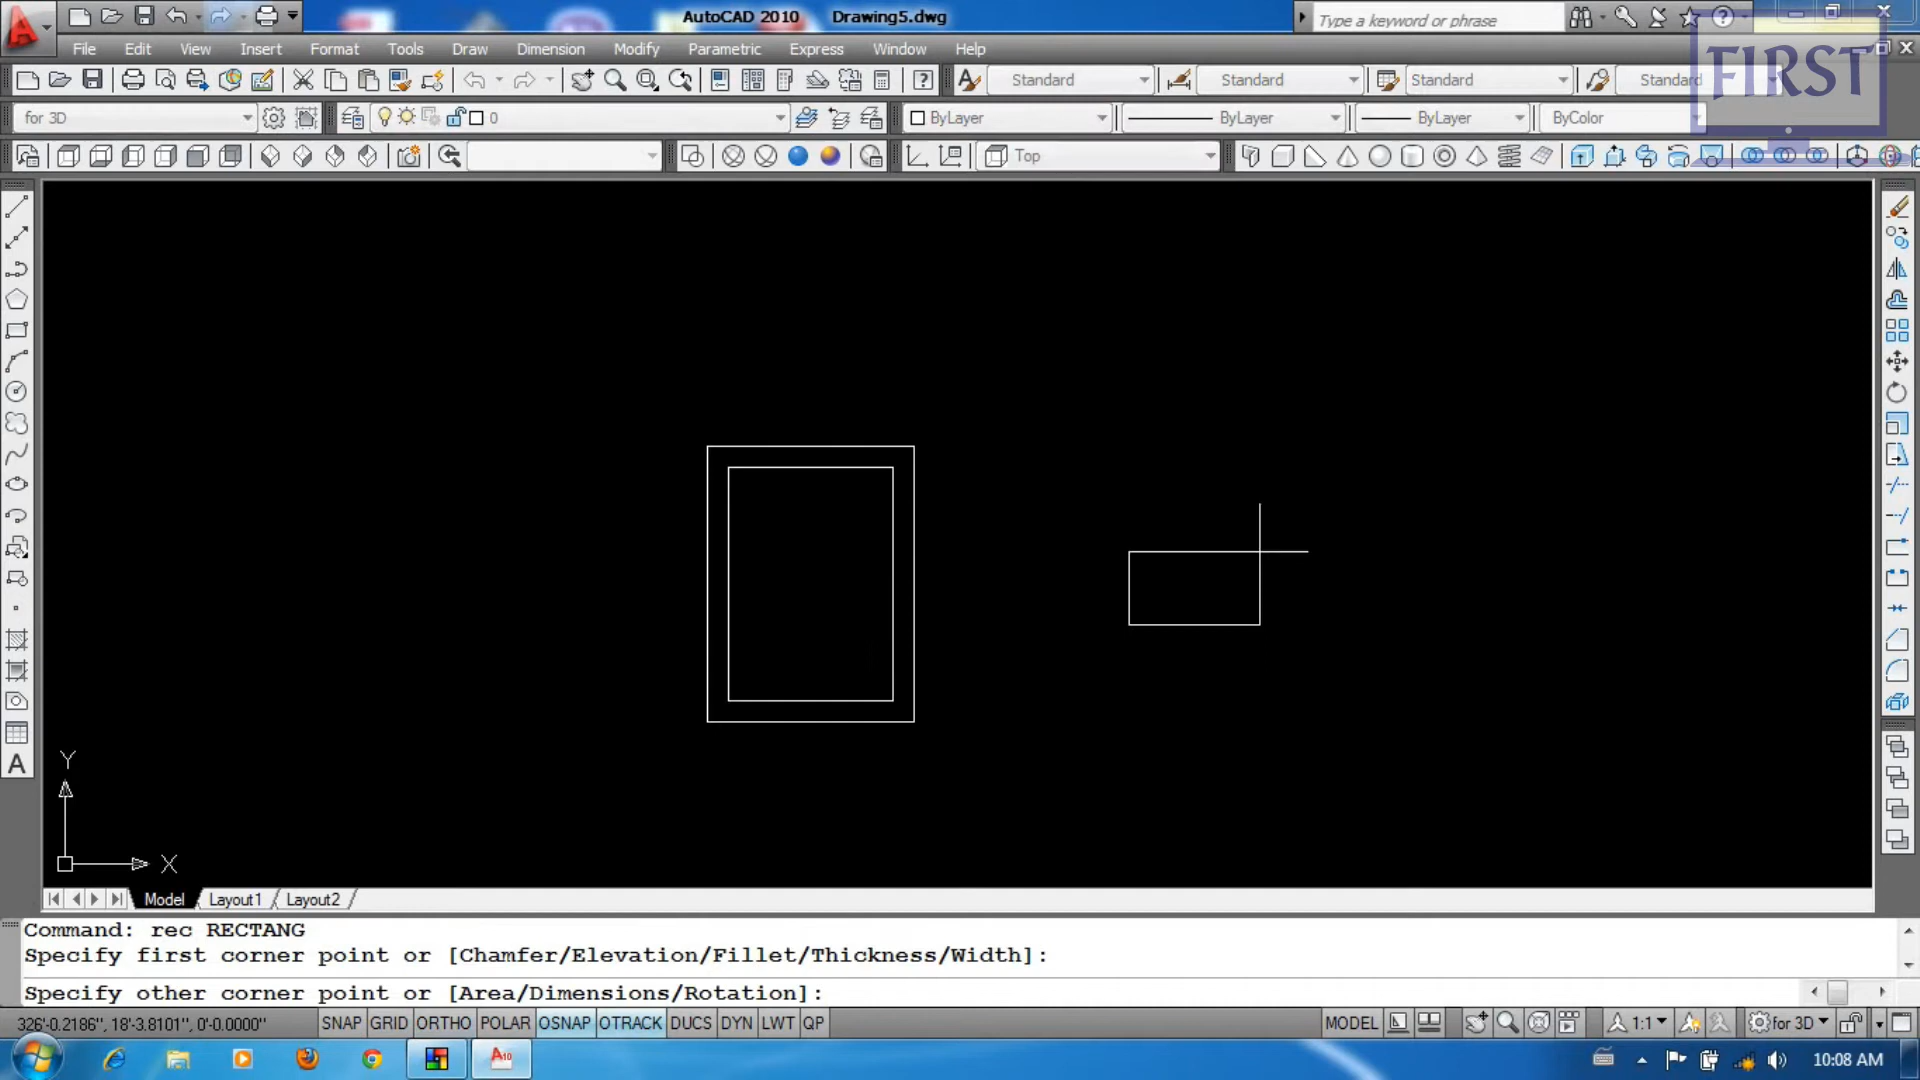 AutoCAD 2010 Drawing5.dwg
Type a keyword or phrase
FIRST
File Edit View Insert Format Tools Draw Dimension Modify Parametric Express Window Help
Standard Standard Standard Standard
for 3D 0 ByLayer ByLayer ByLayer ByColor
Top
Y
X
A
Model Layout1 Layout2
Command: rec RECTANG
Specify first corner point or [Chamfer/Elevation/Fillet/Thickness/Width]:
Specify other corner point or [Area/Dimensions/Rotation]:
326'-0.2186", 18'-3.8101", 0'-0.0000" SNAP GRID ORTHO POLAR OSNAP OTRACK DUCS DYN LWT QP MODEL 1:1 for 3D
10:08 AM